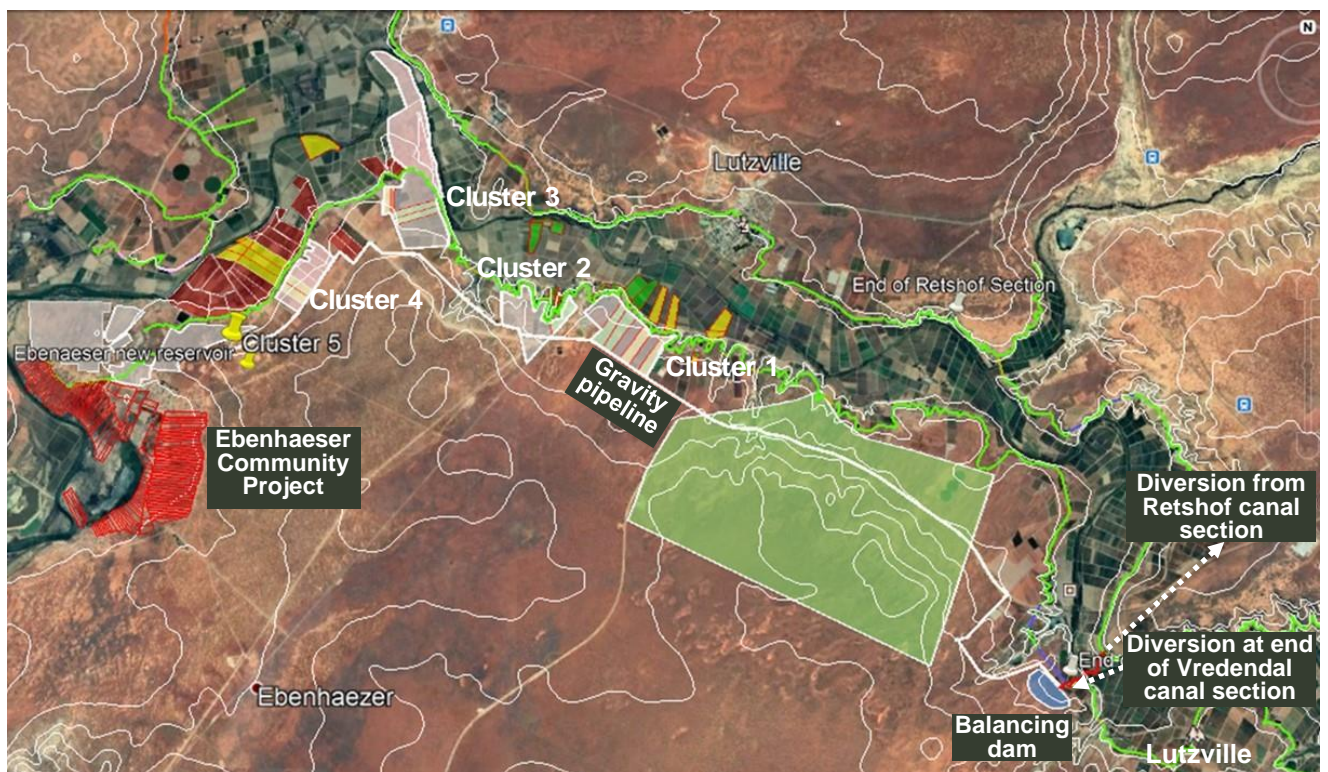 N
Lutzville
Cluster 3
Cluster 2
End of Retshof Section
Cluster 4
Ebenaeser new reservoir
Cluster 5
Cluster 1
Gravity
pipeline
Ebenhaeser
Community
Project
Diversion from
Retshof canal
section
Diversion at end
of Vredendal
canal section
End
Ebenhaezer
Balancing
dam
Lutzville